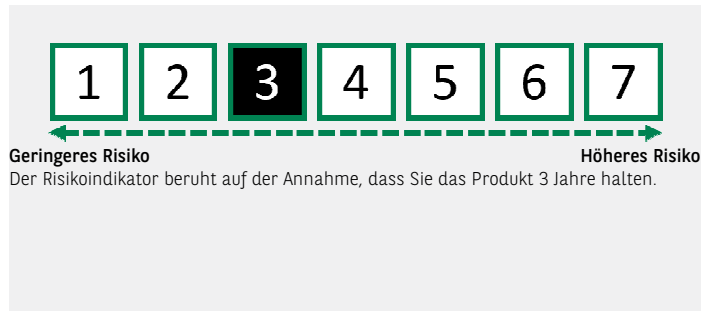 1 2 3 4 5 6 7
Geringeres Risiko Höheres Risiko
Der Risikoindikator beruht auf der Annahme, dass Sie das Produkt 3 Jahre halten.